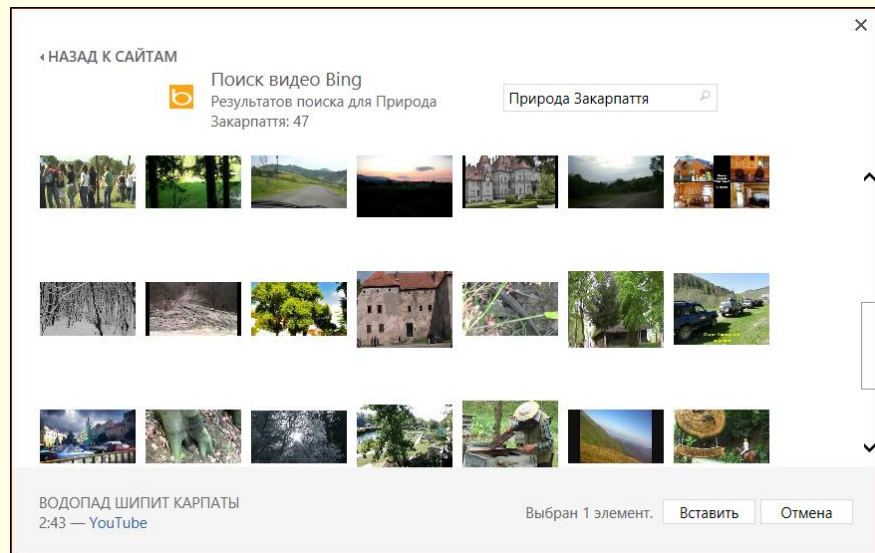 НАЗАД К САЙТАМ
Поиск видео Bing
Результатов поиска для Природа
Закарпаття: 47
Природа Закарпаття
ВОДОПАД ШИПИТ КАРПАТЫ
2:43 — YouTube
Выбран 1 элемент.
Вставить
Отмена